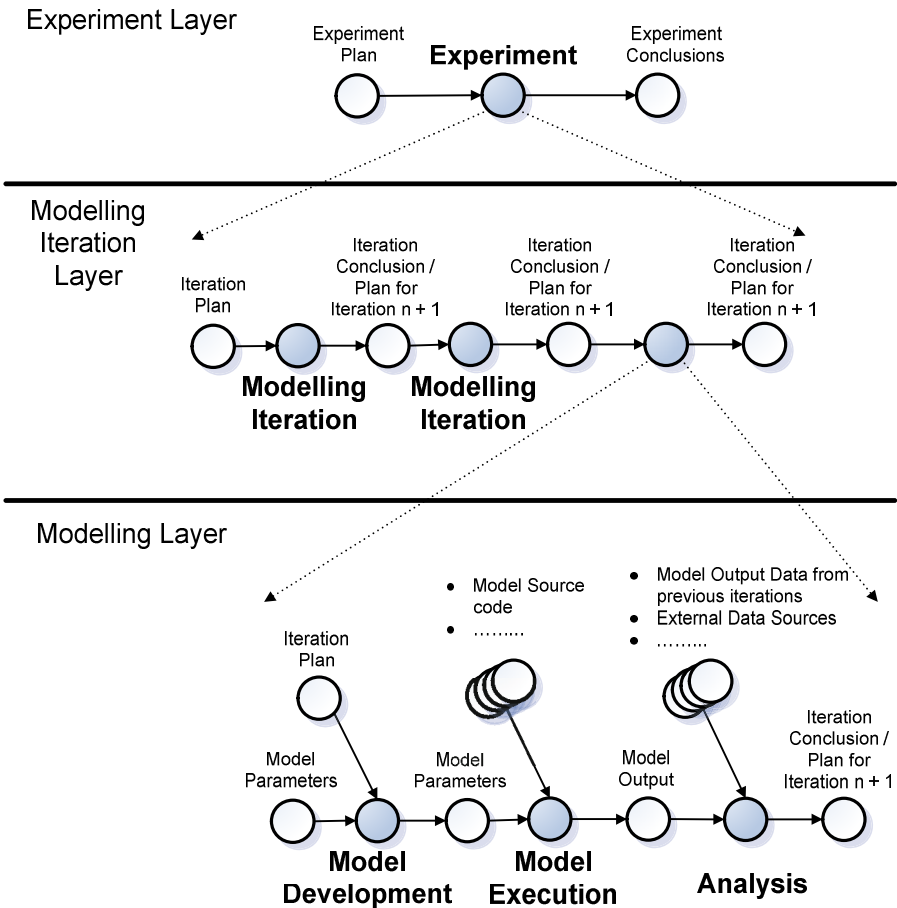 Experiment Layer
Experiment
Plan
Experiment
Experiment
Conclusions
Modelling
Iteration
Layer
Iteration
Plan
Iteration
Conclusion /
Plan for
Iteration n + 1
Iteration
Conclusion /
Plan for
Iteration n + 1
Iteration
Conclusion /
Plan for
Iteration n + 1
Modelling
Iteration
Modelling
Iteration
Modelling Layer
• Model Source
code
• .........
• Model Output Data from
previous iterations
• External Data Sources
• .........
Iteration
Plan
Model
Parameters
Model
Parameters
Model
Output
Iteration
Conclusion /
Plan for
Iteration n + 1
Model
Development
Model
Execution
Analysis